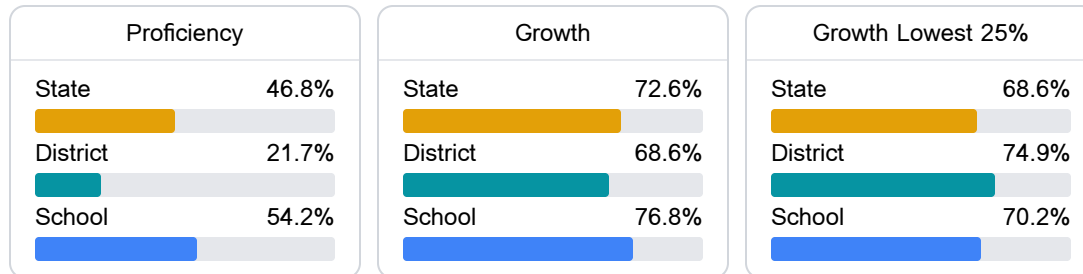 Proficiency
State 46.8%
District 21.7%
School 54.2%
Growth
State 72.6%
District 68.6%
School 76.8%
Growth Lowest 25%
State 68.6%
District 74.9%
School 70.2%